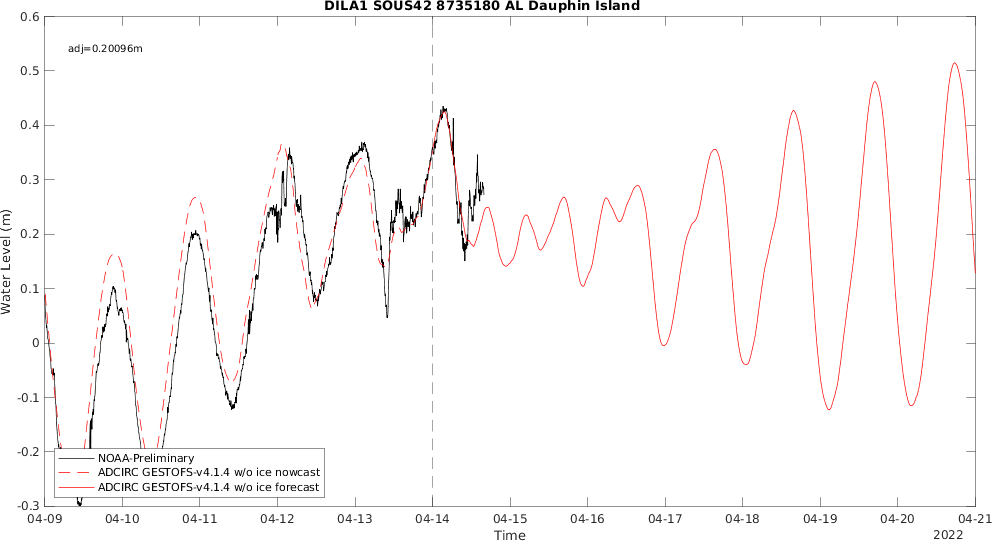 DILA1 SOUS42 8735180 AL Dauphin Island
adj=0.20096m
Water Level (m)
0.6
0.5
0.4
0.3
0.2
0.1
0
-0.1
-0.2
-0.3
NOAA-Preliminary
ADCIRC GESTOFS-v4.1.4 w/o ice nowcast
ADCIRC GESTOFS-v4.1.4 w/o ice forecast
04-09 04-10 04-11 04-12 04-13 04-14 04-15 04-16 04-17 04-18 04-19 04-20 04-21
Time
2022